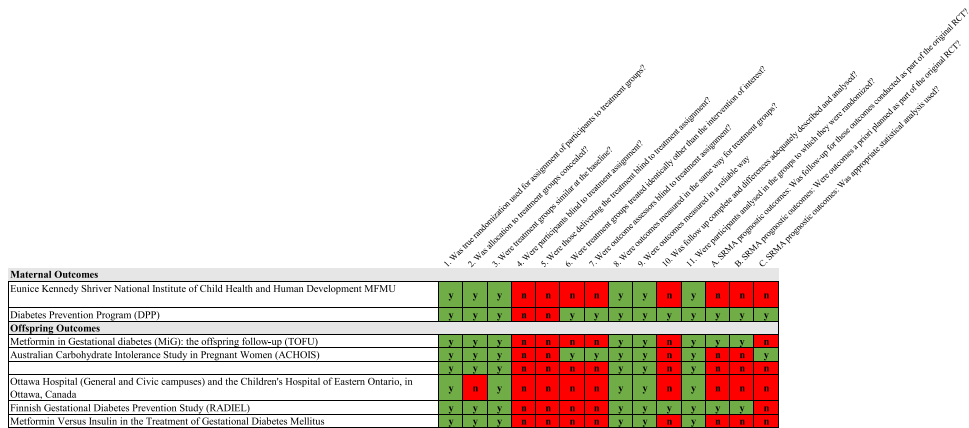 1. Was true randomization used for assignment of participants to treatment groups?
2. Was allocation to treatment groups concealed?
3. Were treatment groups similar at the baseline?
4. Were participants blind to treatment assignment?
5. Were those delivering the treatment blind to treatment assignment?
6. Were treatment groups treated identically other than the intervention of interest?
7. Were outcome assessors blind to treatment assignment?
8. Were outcomes measured in the same way for treatment groups?
9. Were outcomes measured in a reliable way
10. Was follow up complete and differences adequately described and analysed?
11. Were participants analysed in the groups to which they were randomized?
A. SRMA prognostic outcomes: Was follow-up for these outcomes conducted as part of the original RCT?
B. SRMA prognostic outcomes: Were outcomes a priori planned as part of the original RCT?
C. SRMA prognostic outcomes: Was appropriate statistical analysis used?
Maternal Outcomes
Eunice Kennedy Shriver National Institute of Child Health and Human Development MFMU y y y n n n n y y n y n n n
Diabetes Prevention Program (DPP) y y y n n y y y y y y y y y
Offspring Outcomes
Metformin in Gestational diabetes (MiG): the offspring follow-up (TOFU) y y y n n n n y y n y y y n
Australian Carbohydrate Intolerance Study in Pregnant Women (ACHOIS) y y y n n y y y y n y n n y
y y y n n n n y y n y n n n
Ottawa Hospital (General and Civic campuses) and the Children's Hospital of Eastern Ontario, in
Ottawa, Canada y n y n n n n y y n y n n n
Finnish Gestational Diabetes Prevention Study (RADIEL) y y y n n n n y y y y y y n
Metformin Versus Insulin in the Treatment of Gestational Diabetes Mellitus y y y n n n n y y n y n n n